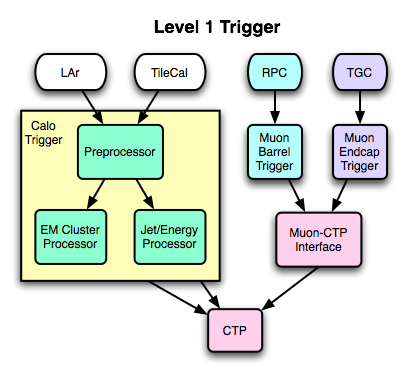 Level 1 Trigger
LAr
TileCal
RPC
TGC
Calo
Trigger
Preprocessor
Muon
Barrel
Trigger
Muon
Endcap
Trigger
EM Cluster
Processor
Jet/Energy
Processor
Muon-CTP
Interface
CTP